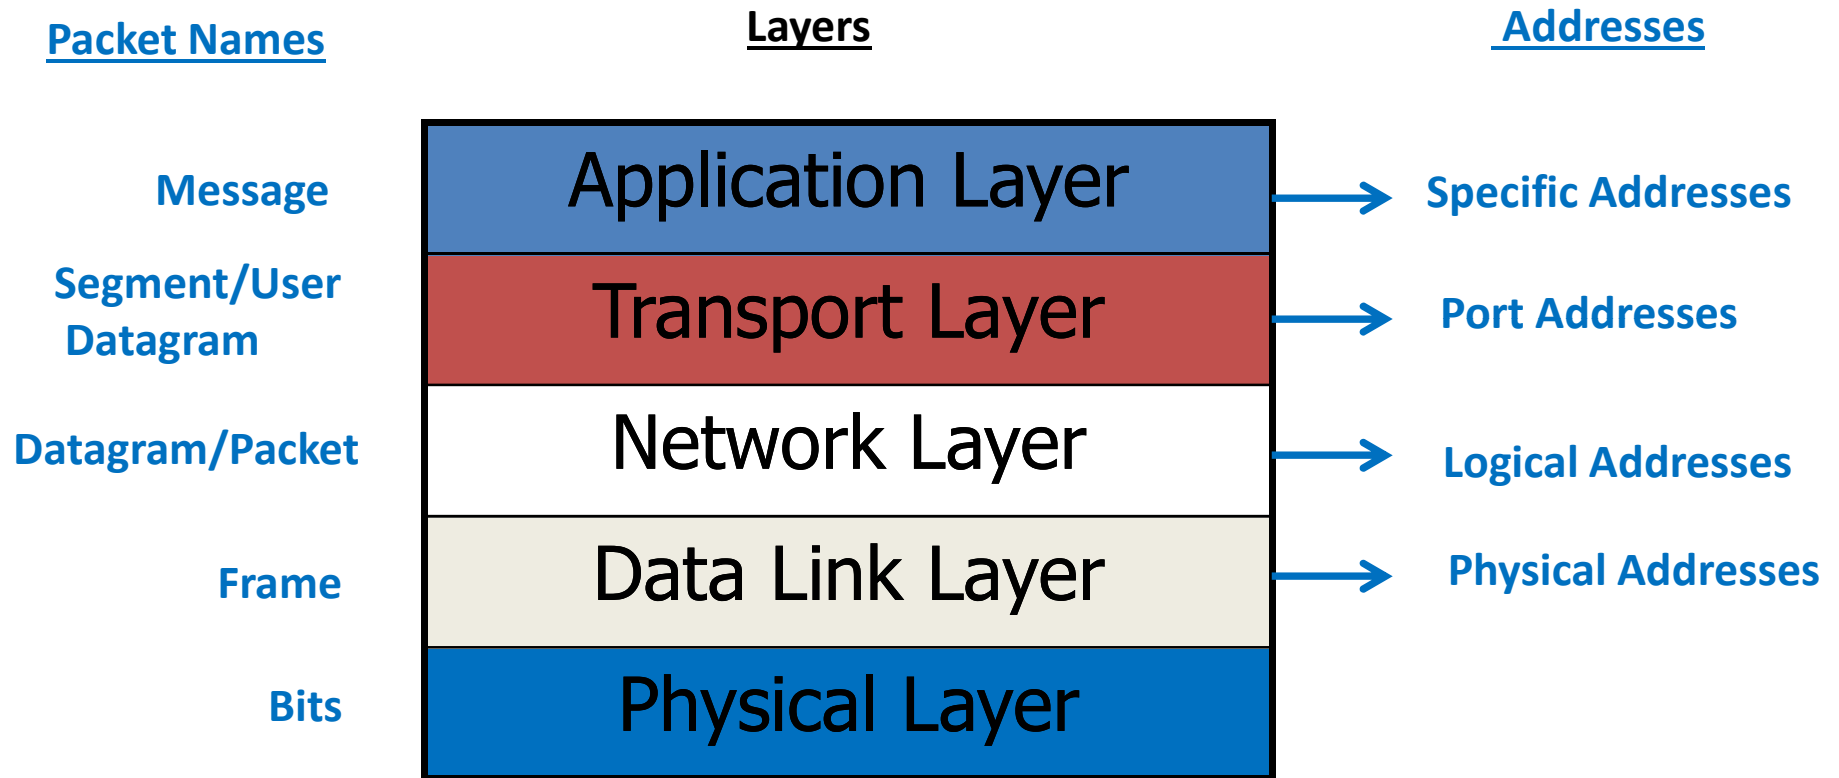 Packet Names Layers Addresses
Message Application Layer Specific Addresses
Segment/User
Datagram Transport Layer Port Addresses
Datagram/Packet Network Layer Logical Addresses
Frame Data Link Layer Physical Addresses
Bits Physical Layer